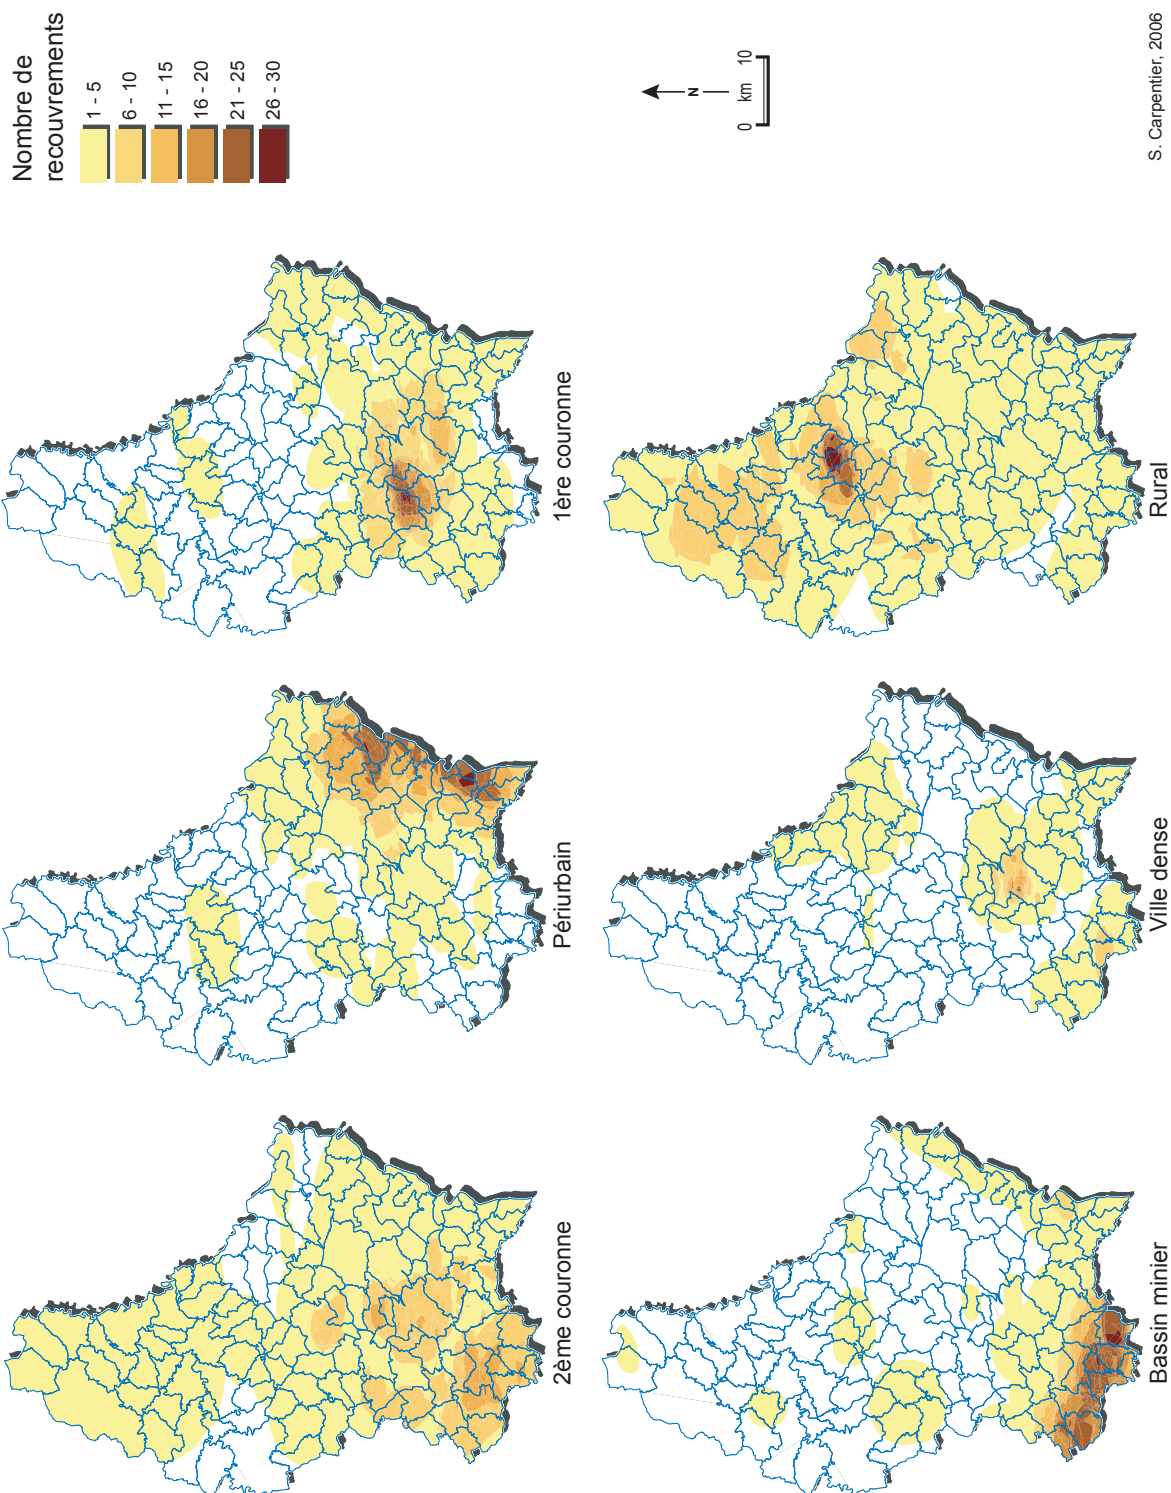 Nombre de
recouvrements
1 - 5
6 - 10
11 - 15
16 - 20
21 - 25
26 - 30
N
0 km 10
2ème couronne
Périurbain
1ère couronne
Bassin minier
Ville dense
Rural
S. Carpentier, 2006